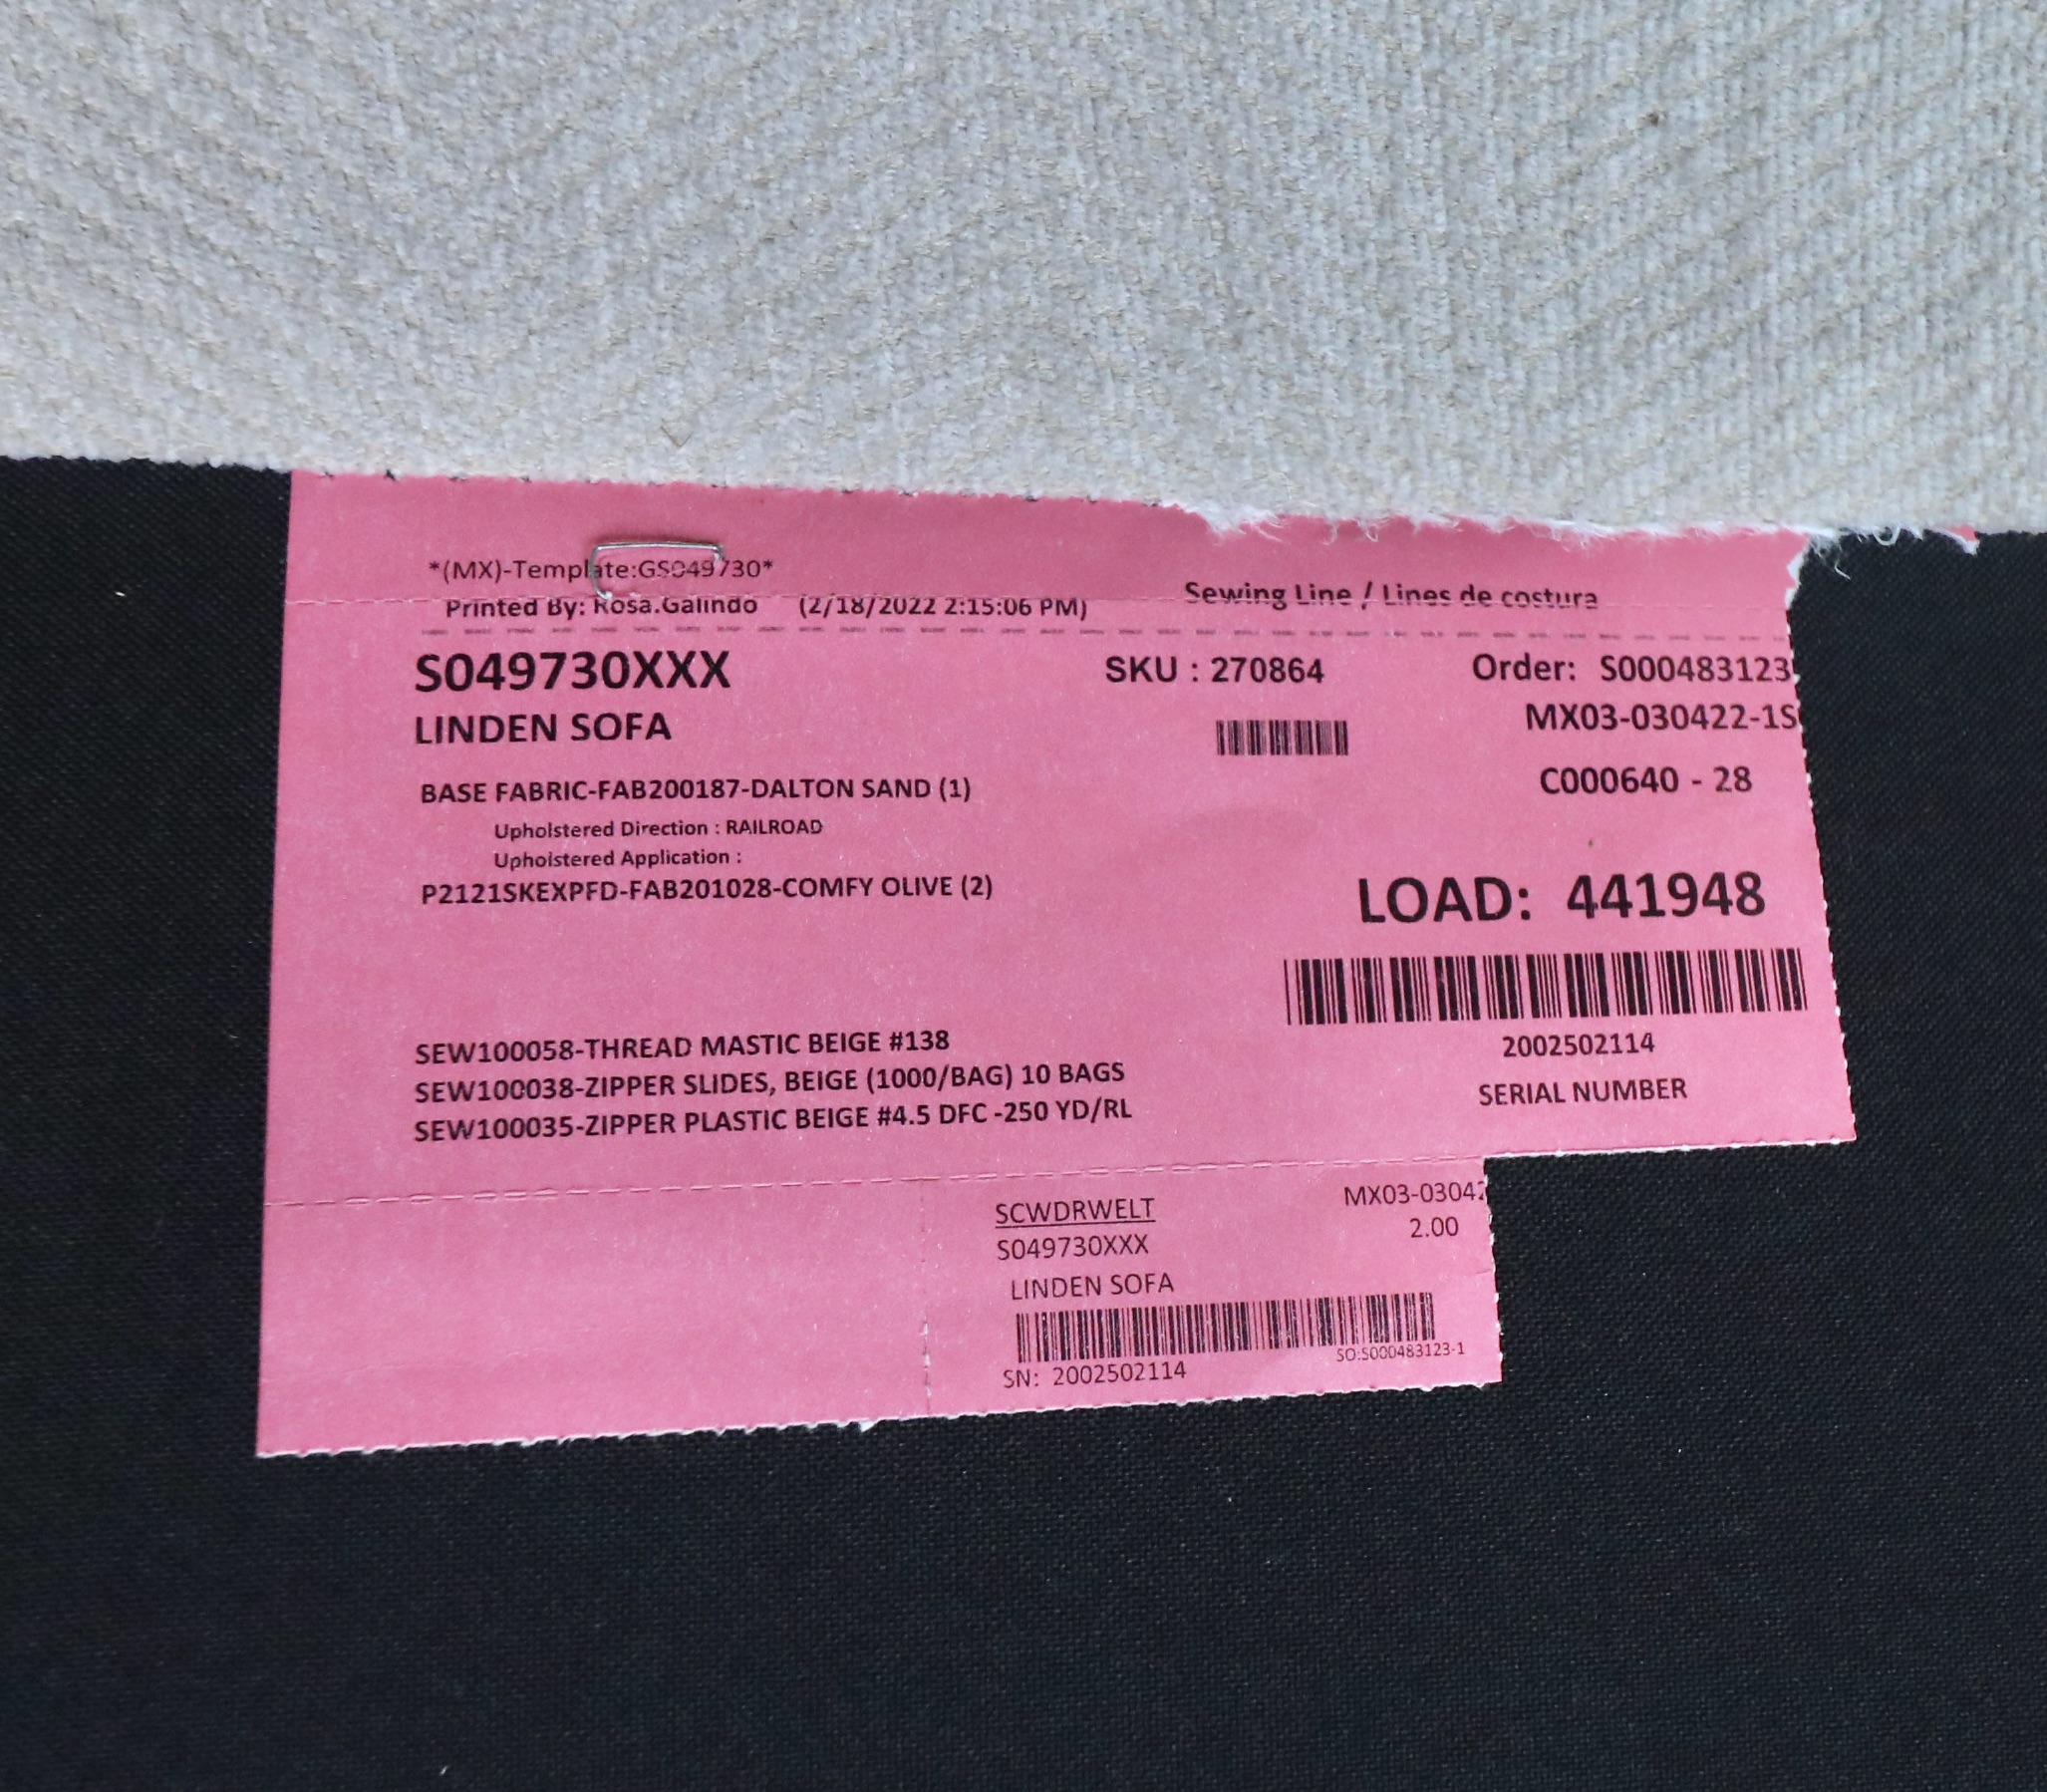 *(MX)-Template:GS049730*
Printed By: Rosa.Galindo (2/18/2022 2:15:06 PM)
Sewing Line / Lines de costura
S049730XXX
LINDEN SOFA
SKU : 270864
Order: S000483123
MX03-030422-1S
C000640 - 28
BASE FABRIC-FAB200187-DALTON SAND (1)
Upholstered Direction : RAILROAD
Upholstered Application :
P2121SKEXPFD-FAB201028-COMFY OLIVE (2)
LOAD: 441948
2002502114
SERIAL NUMBER
SEW100058-THREAD MASTIC BEIGE #138
SEW100038-ZIPPER SLIDES, BEIGE (1000/BAG) 10 BAGS
SEW100035-ZIPPER PLASTIC BEIGE #4.5 DFC -250 YD/RL
SCWDRWELT
MX03-03042
S049730XXX
2.00
LINDEN SOFA
SO:S000483123-1
SN: 2002502114